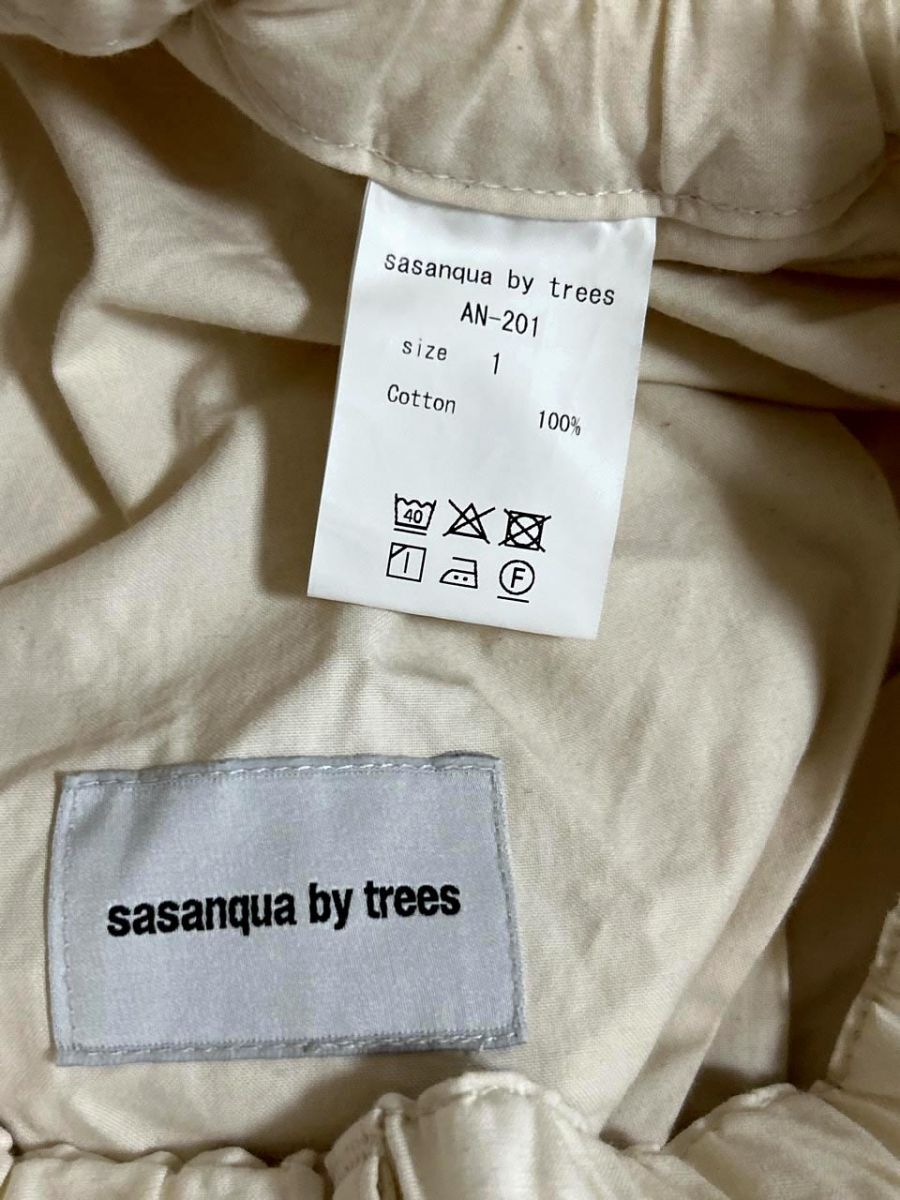 sasanqua by trees
AN-201
size 1
Cotton 100%
40
F
sasanqua by trees